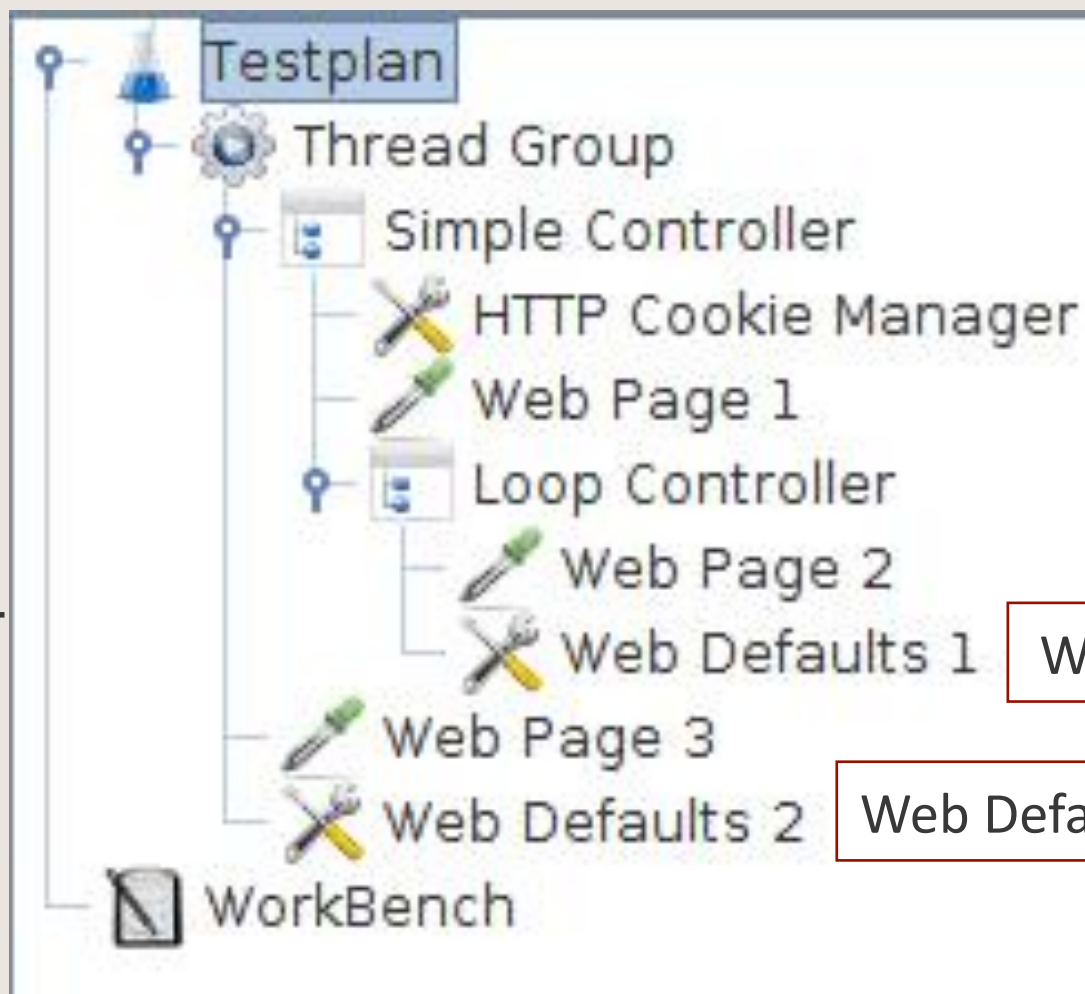 Testplan
Thread Group
Simple Controller
HTTP Cookie Manager
Web Page 1
Loop Controller
Web Page 2
Web Defaults 1
Web Page 3
Web Defaults 2 Web
WorkBench